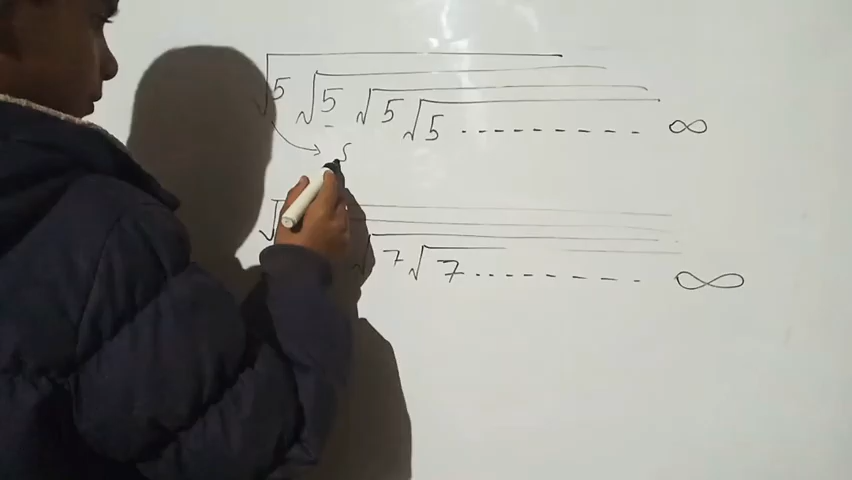 √5 √5 √5 √5 - - - - - - - - - ∞
5
√ √7 √7 . . . - - - - - - ∞